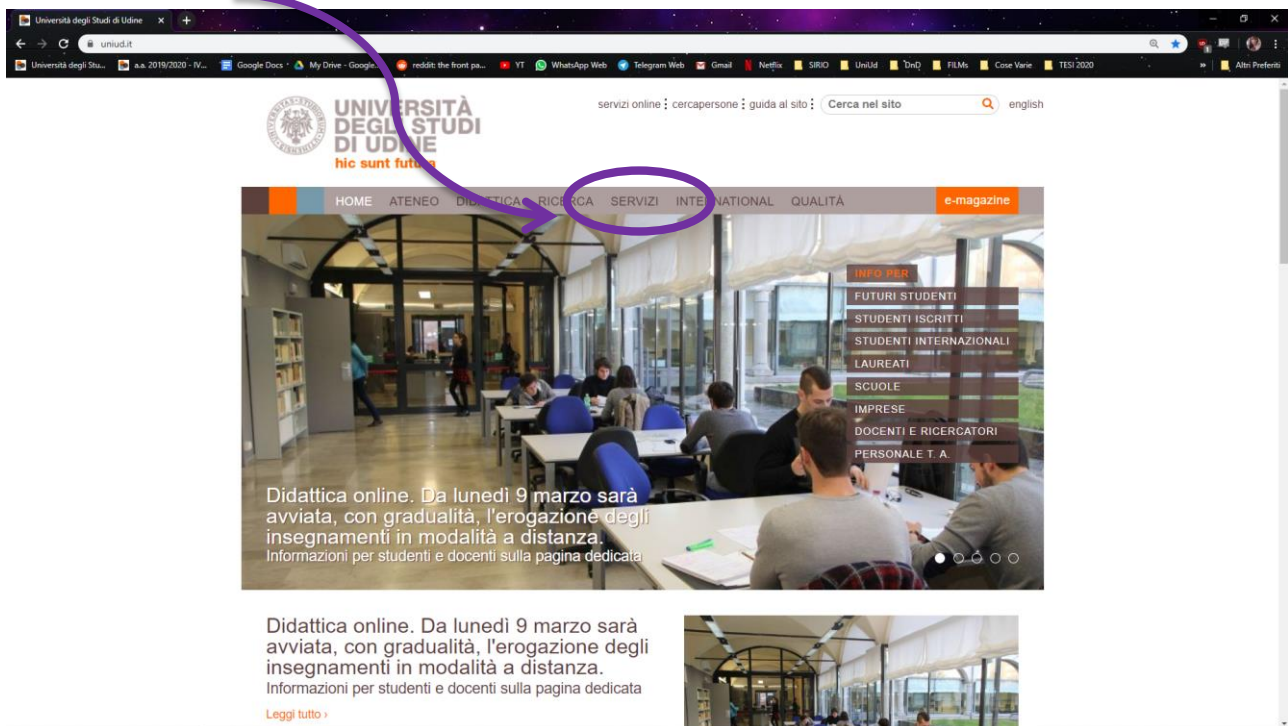 Università degli Studi di Udine
uniud.it
Università degli Stu...
a.a. 2019/2020 - IV...
Google Docs
My Drive - Google...
reddit: the front pa...
YT
WhatsApp Web
Telegram Web
Gmail
Netflix
SIRIO
UniUd
DnD
FILMs
Cose Varie
TESI 2020
»
Altri Preferiti
UNIVERSITÀ
DEGLI STUDI
DI UDINE
hic sunt futura
servizi online
cercapersone
guida al sito
Cerca nel sito
english
HOME
ATENEO
DIDATTICA
RICERCA
SERVIZI
INTERNATIONAL
QUALITÀ
e-magazine
INFO PER
FUTURI STUDENTI
STUDENTI ISCRITTI
STUDENTI INTERNAZIONALI
LAUREATI
SCUOLE
IMPRESE
DOCENTI E RICERCATORI
PERSONALE T. A.
Didattica online. Da lunedì 9 marzo sarà
avviata, con gradualità, l'erogazione degli
insegnamenti in modalità a distanza.
Informazioni per studenti e docenti sulla pagina dedicata
Didattica online. Da lunedì 9 marzo sarà
avviata, con gradualità, l'erogazione degli
insegnamenti in modalità a distanza.
Informazioni per studenti e docenti sulla pagina dedicata
Leggi tutto ›